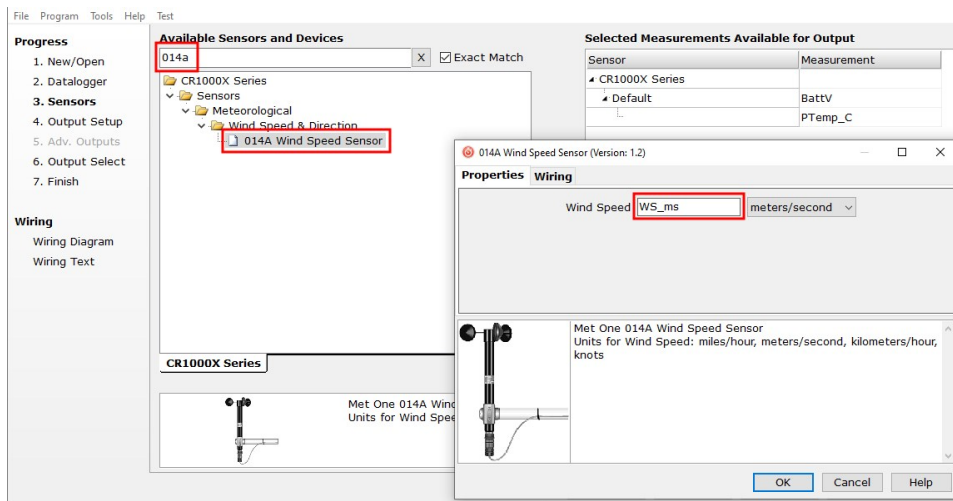 File Program Tools Help Test
Progress
1. New/Open
2. Datalogger
3. Sensors
4. Output Setup
5. Adv. Outputs
6. Output Select
7. Finish
Wiring
Wiring Diagram
Wiring Text
Available Sensors and Devices
014a X Exact Match
CR1000X Series
Sensors
Meteorological
Wind Speed & Direction
014A Wind Speed Sensor
CR1000X Series
Met One 014A Wind
Units for Wind Spee
Selected Measurements Available for Output
Sensor Measurement
CR1000X Series
Default BattV
PTemp_C
014A Wind Speed Sensor (Version: 1.2)
Properties Wiring
Wind Speed WS_ms meters/second
Met One 014A Wind Speed Sensor
Units for Wind Speed: miles/hour, meters/second, kilometers/hour,
knots
OK Cancel Help